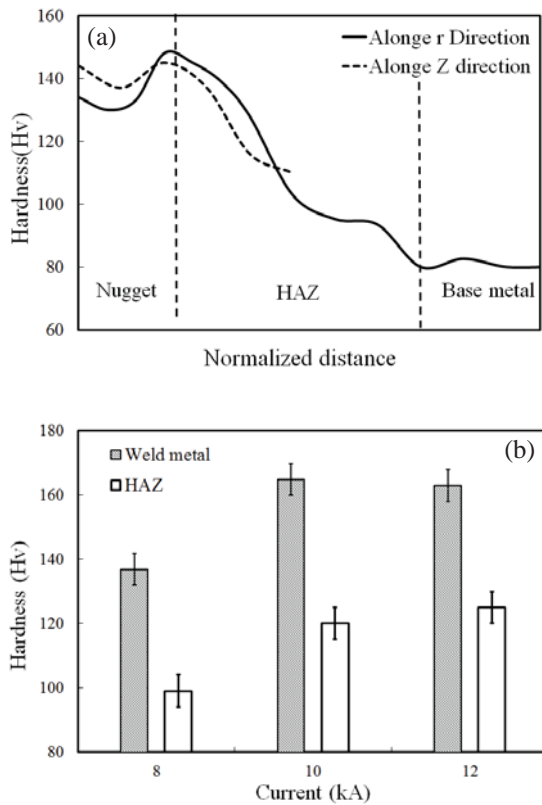 (a)
Alonge r Direction
Alonge Z direction
Hardness(Hv)
160
140
120
100
80
60
Nugget
HAZ
Base metal
Normalized distance
(b)
Weld metal
HAZ
Hardness (Hv)
180
160
140
120
100
80
8
10
12
Current (kA)